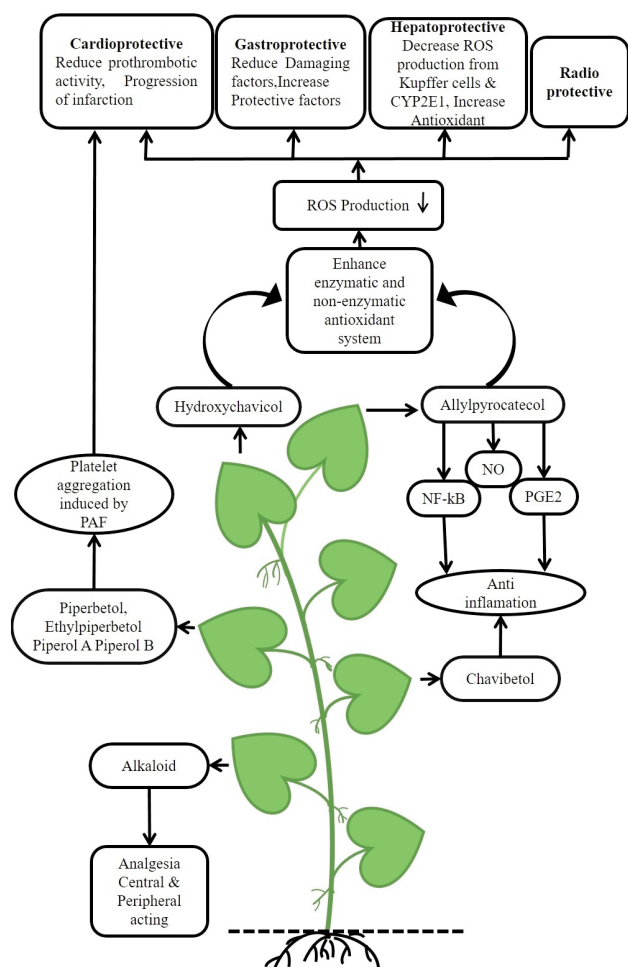 Cardioprotective
Reduce prothrombotic
activity, Progression
of infarction
Gastroprotective
Reduce Damaging
factors,Increase
Protective factors
Hepatoprotective
Decrease ROS
production from
Kupffer cells &
CYP2E1, Increase
Antioxidant
Radio
protective
ROS Production
Enhance
enzymatic and
non-enzymatic
antioxidant
system
Hydroxychavicol
Allylpyrocatecol
NO
NF-kB
PGE2
Platelet
aggregation
induced by
PAF
Anti
inflamation
Piperbetol,
Ethylpiperbetol
Piperol A Piperol B
Chavibetol
Alkaloid
Analgesia
Central &
Peripheral
acting